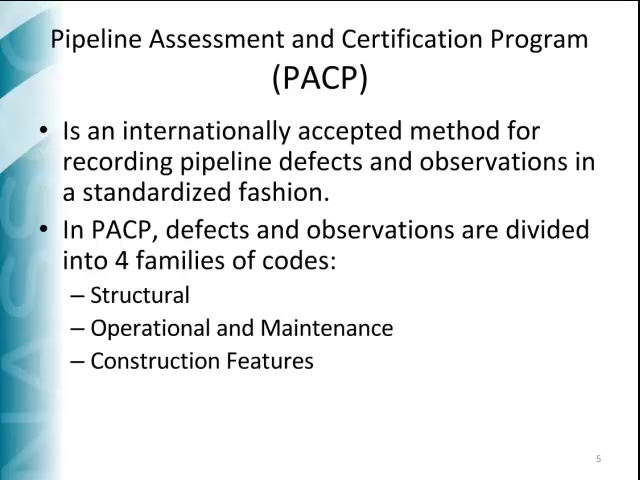 Pipeline Assessment and Certification Program
(PACP)
• Is an internationally accepted method for
recording pipeline defects and observations in
a standardized fashion.
• In PACP, defects and observations are divided
into 4 families of codes:
– Structural
– Operational and Maintenance
– Construction Features
5
NASSCO